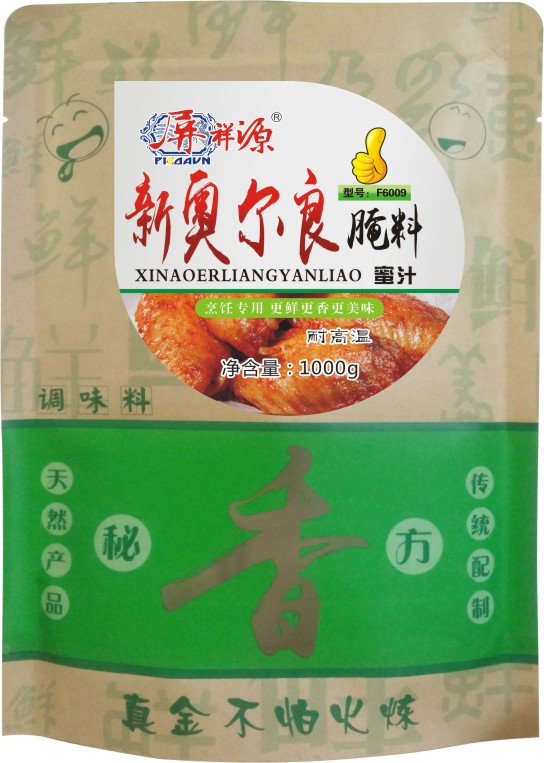 屏祥源®
PIXAAVN
型号：F6009
新奥尔良腌料
XINAOERLIANGYANLIAO 蜜汁
烹饪专用 更鲜更香更美味
耐高温
净含量：1000g
调味料
天然产品
秘香方
传统配制
真金不怕火炼